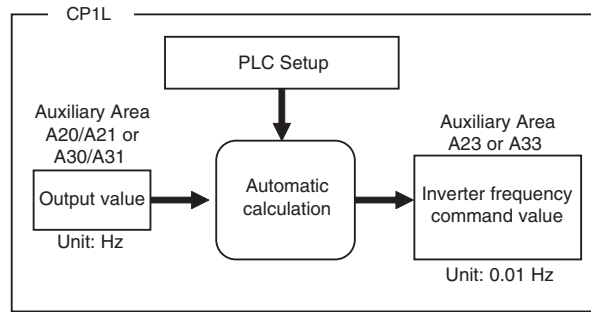 CP1L
PLC Setup
Auxiliary Area
A20/A21 or
A30/A31
Output value
Unit: Hz
Automatic
calculation
Auxiliary Area
A23 or A33
Inverter frequency
command value
Unit: 0.01 Hz